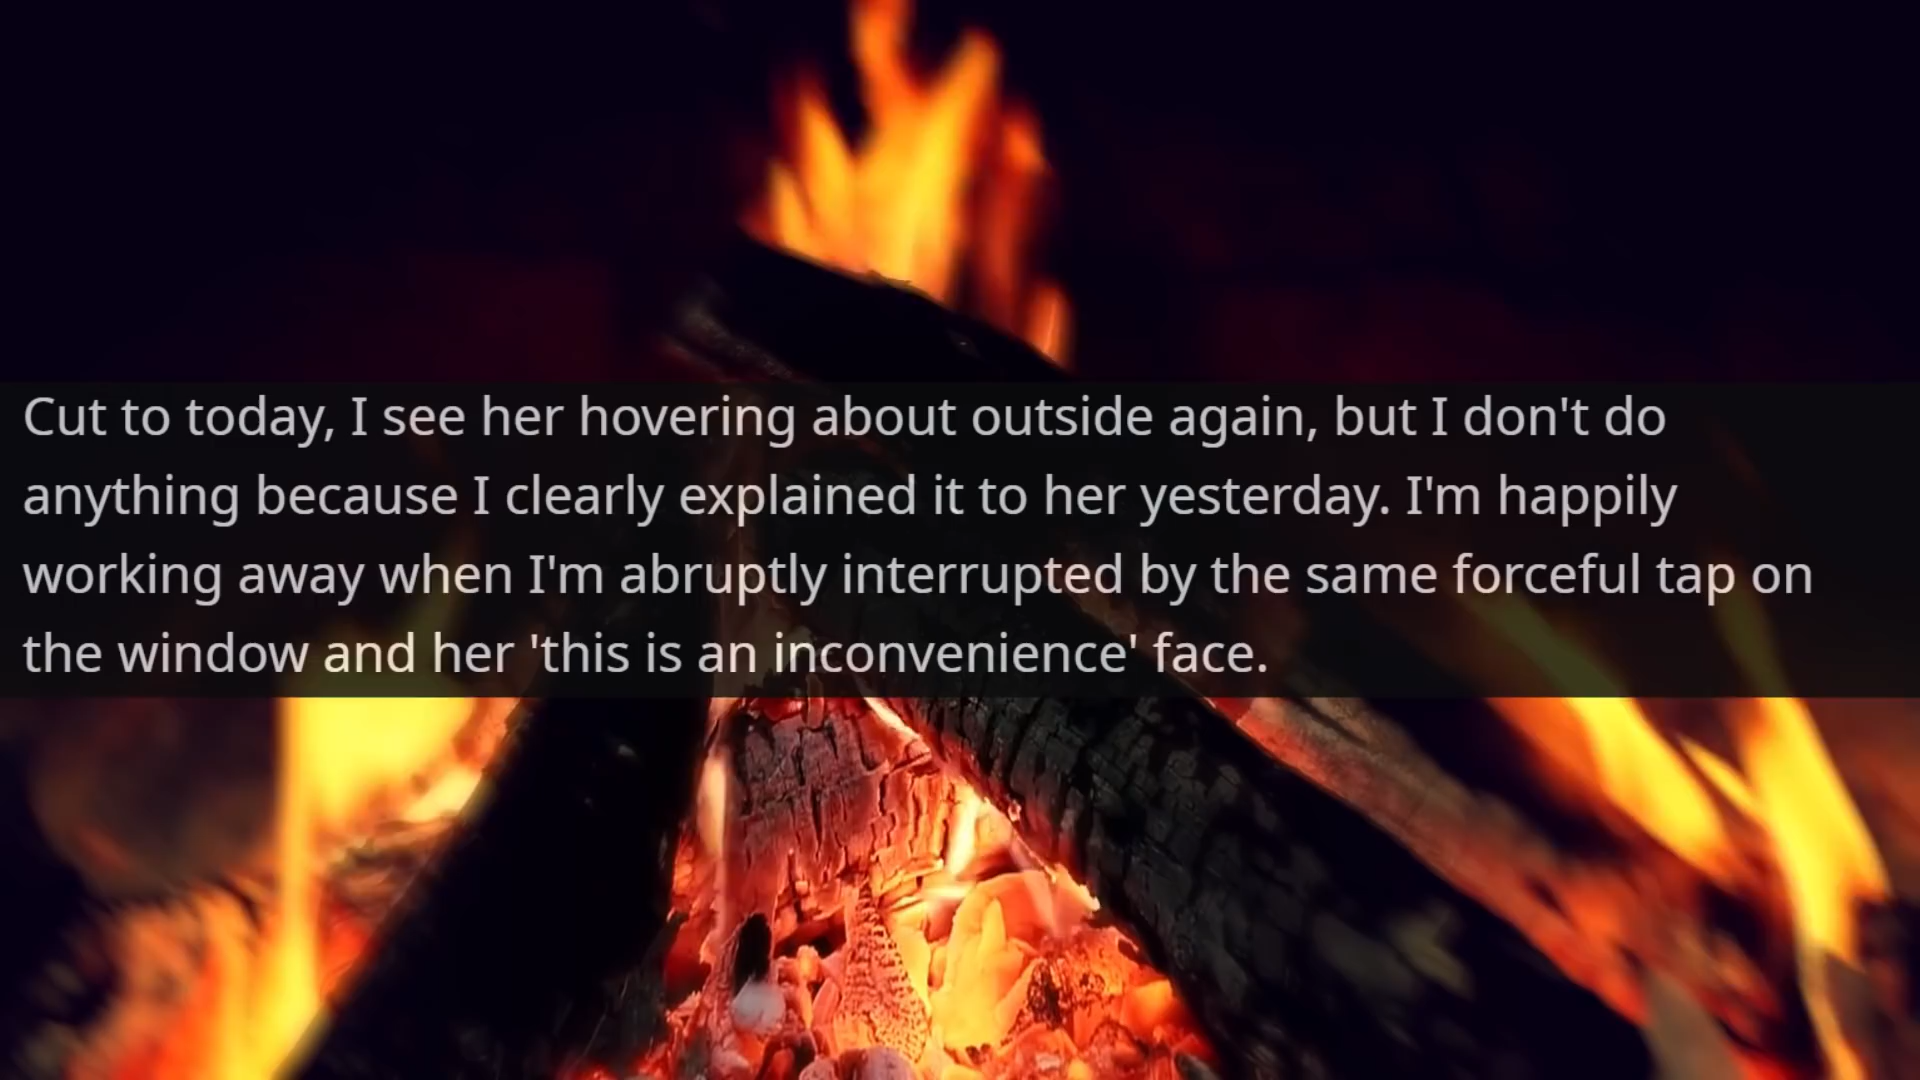 Cut to today, I see her hovering about outside again, but I don't do
anything because I clearly explained it to her yesterday. I'm happily
working away when I'm abruptly interrupted by the same forceful tap on
the window and her 'this is an inconvenience' face.